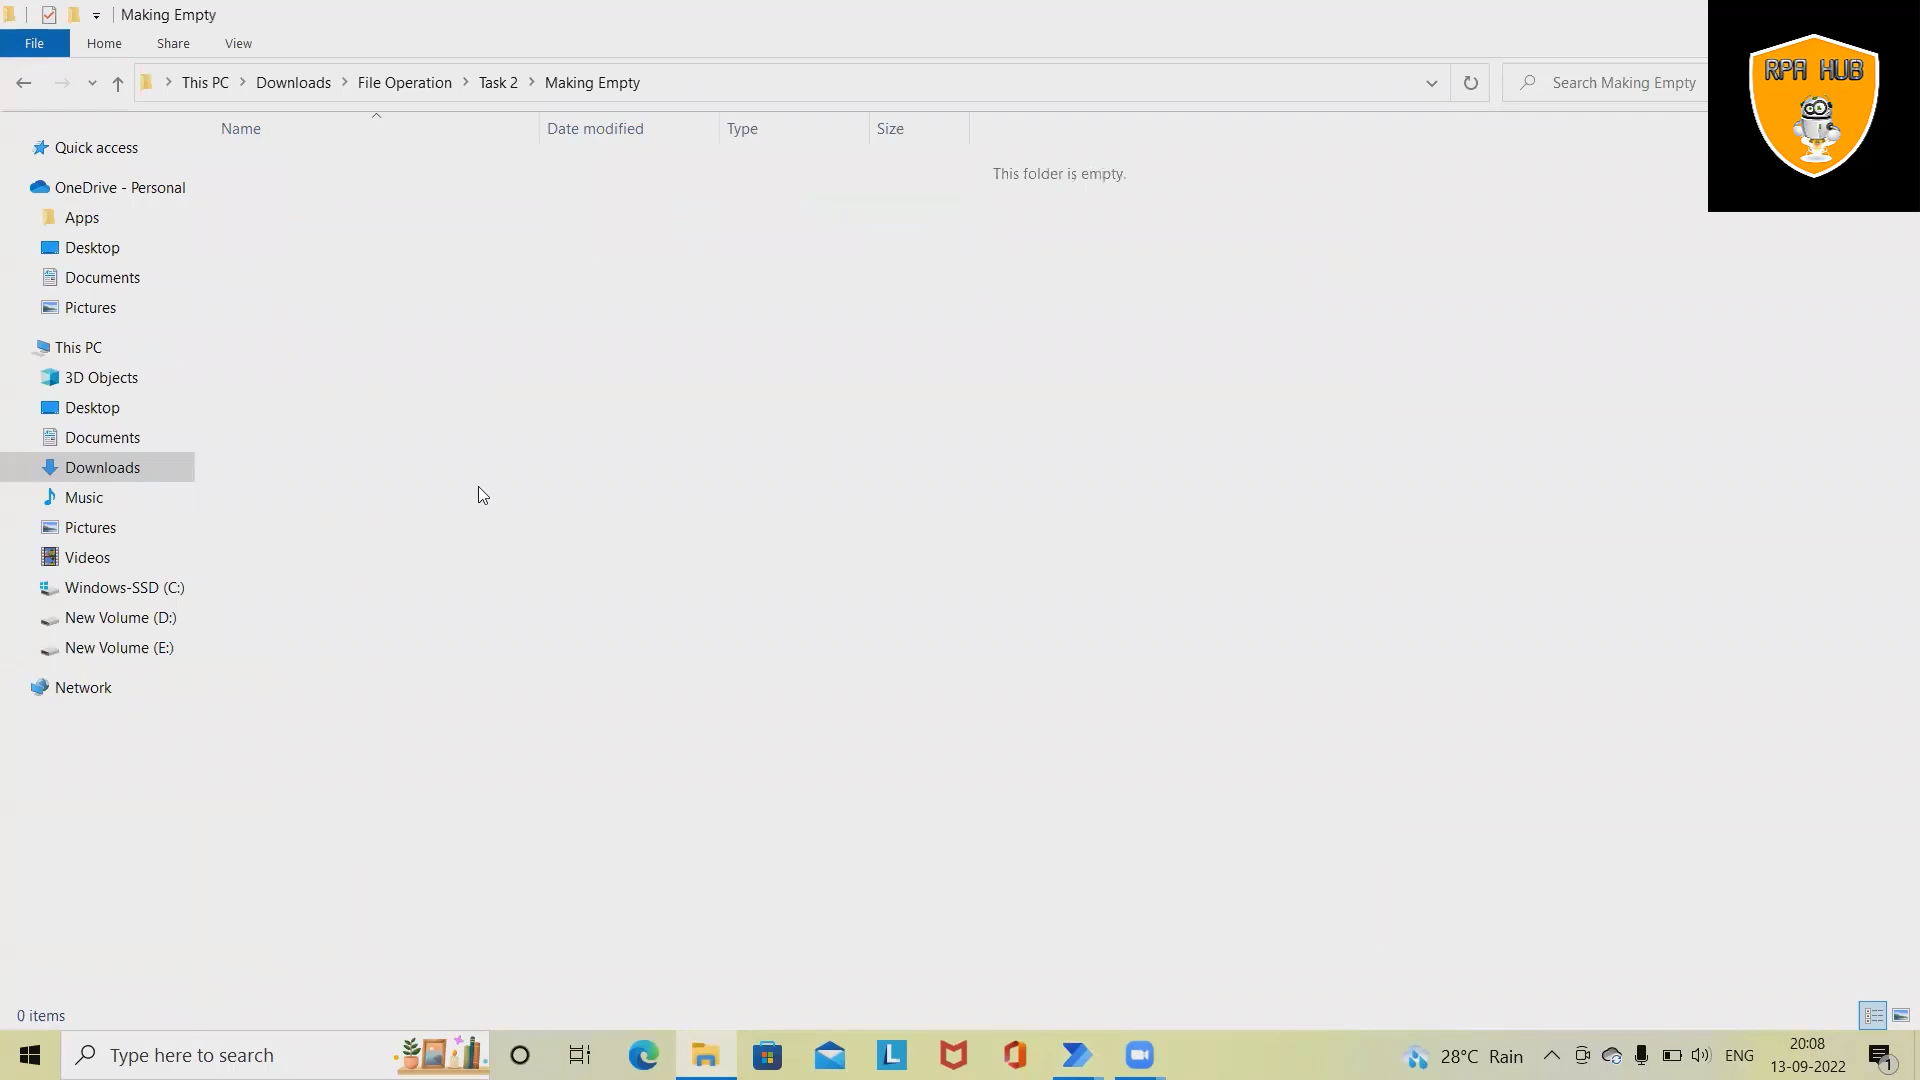 Making Empty
File Home Share View
This PC Downloads File Operation Task 2 Making Empty
Search Making Empty
RPA HUB
Name Date modified Type Size
This folder is empty.
Quick access
OneDrive - Personal
Apps
Desktop
Documents
Pictures
This PC
3D Objects
Desktop
Documents
Downloads
Music
Pictures
Videos
Windows-SSD (C:)
New Volume (D:)
New Volume (E:)
Network
0 items
Type here to search
L
28°C Rain
ENG
20:08
13-09-2022
1